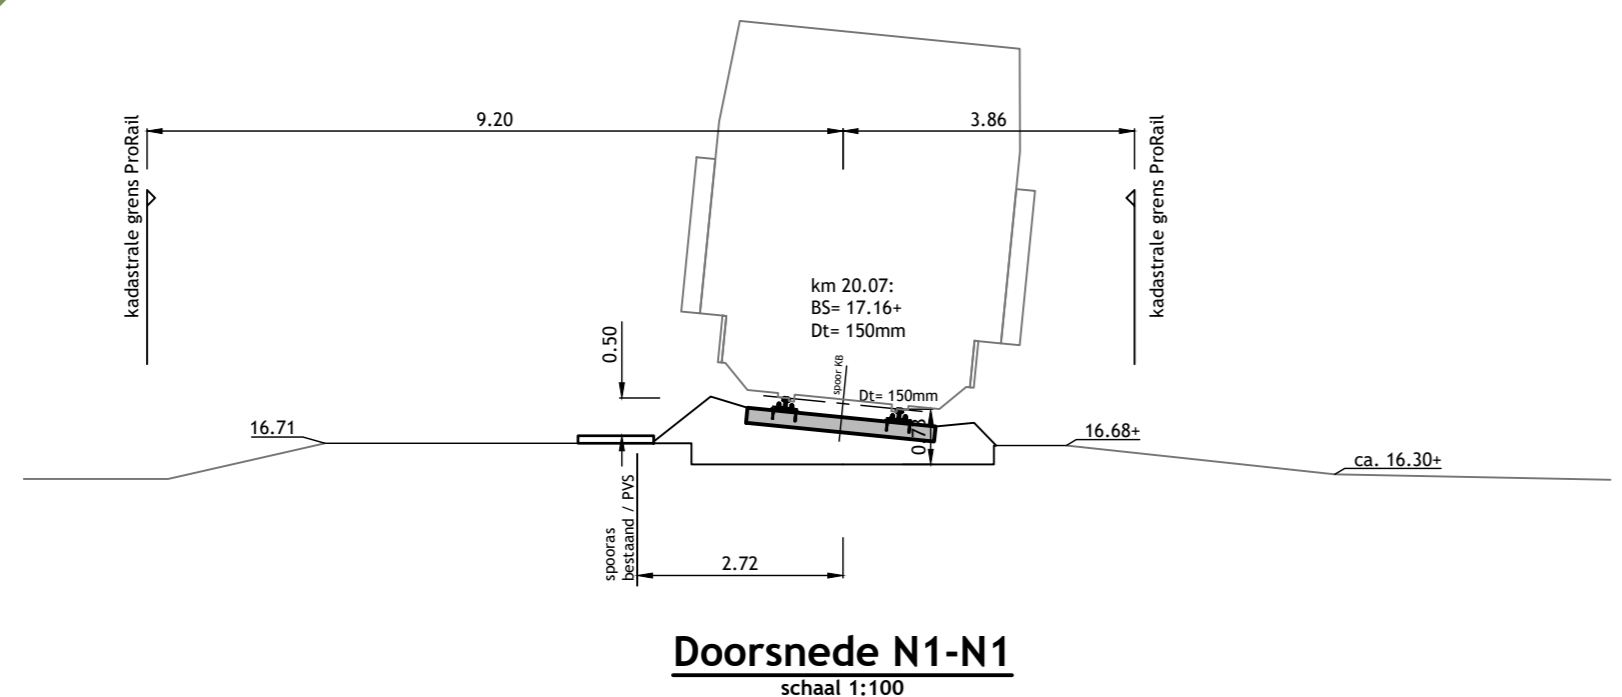 9.20
3.86
kadastrale grens ProRail
kadastrale grens ProRail
km 20.07:
BS= 17.16+
Dt= 150mm
0.50
spoor KB
Dt= 150mm
16.71
16.68+
ca. 16.30+
spooras
bestaand / PVS
2.72
Doorsnede N1-N1
schaal 1:100